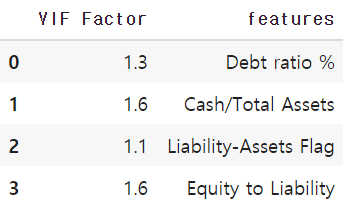 VIF Factor features
0 1.3 Debt ratio %
1 1.6 Cash/Total Assets
2 1.1 Liability-Assets Flag
3 1.6 Equity to Liability